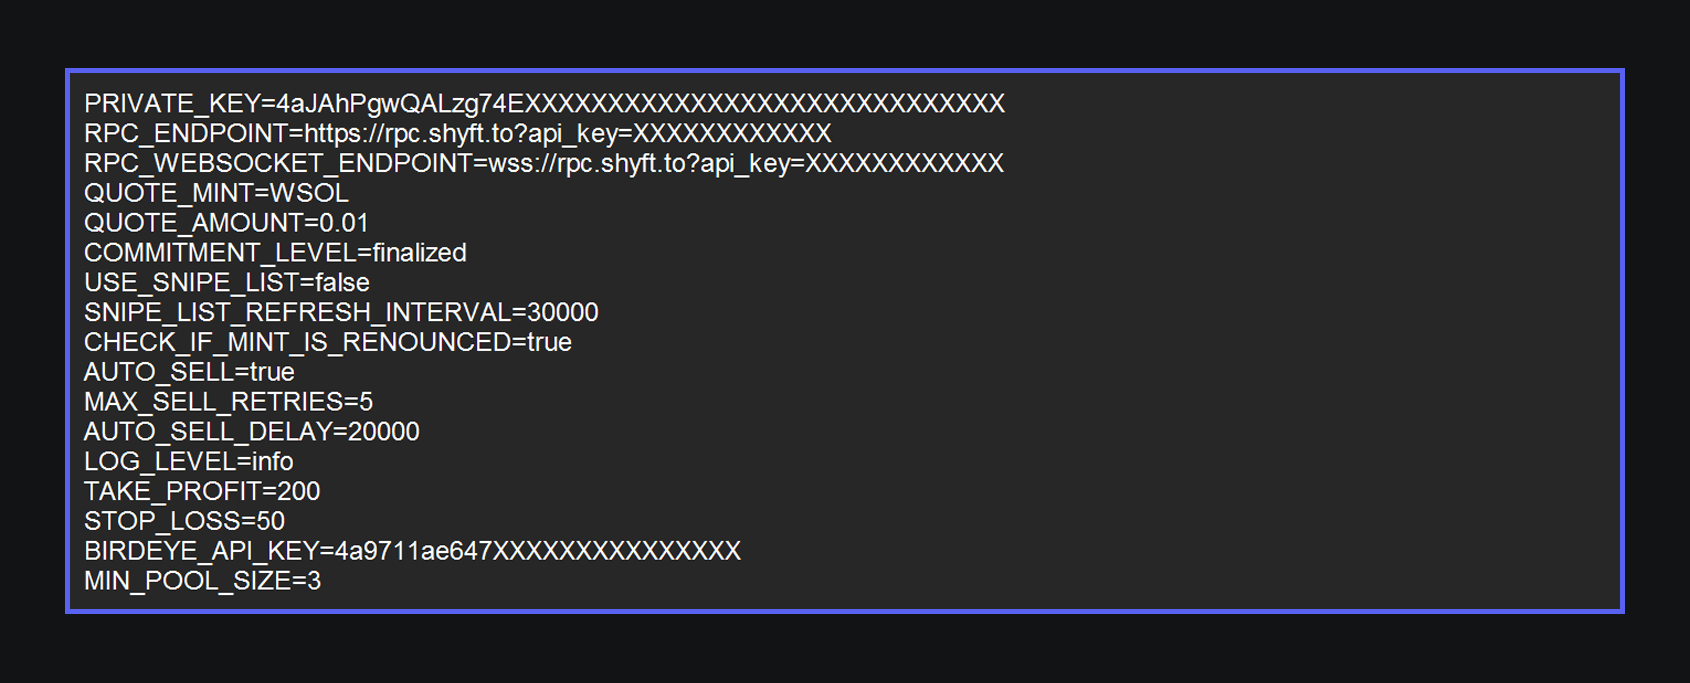 PRIVATE_KEY=4aJAhPgwQALzg74EXXXXXXXXXXXXXXXXXXXXXXXXXXXXX
RPC_ENDPOINT=https://rpc.shyft.to?api_key=XXXXXXXXXXXX
RPC_WEBSOCKET_ENDPOINT=wss://rpc.shyft.to?api_key=XXXXXXXXXXXX
QUOTE_MINT=WSOL
QUOTE_AMOUNT=0.01
COMMITMENT_LEVEL=finalized
USE_SNIPE_LIST=false
SNIPE_LIST_REFRESH_INTERVAL=30000
CHECK_IF_MINT_IS_RENOUNCED=true
AUTO_SELL=true
MAX_SELL_RETRIES=5
AUTO_SELL_DELAY=20000
LOG_LEVEL=info
TAKE_PROFIT=200
STOP_LOSS=50
BIRDEYE_API_KEY=4a9711ae647XXXXXXXXXXXXXXX
MIN_POOL_SIZE=3